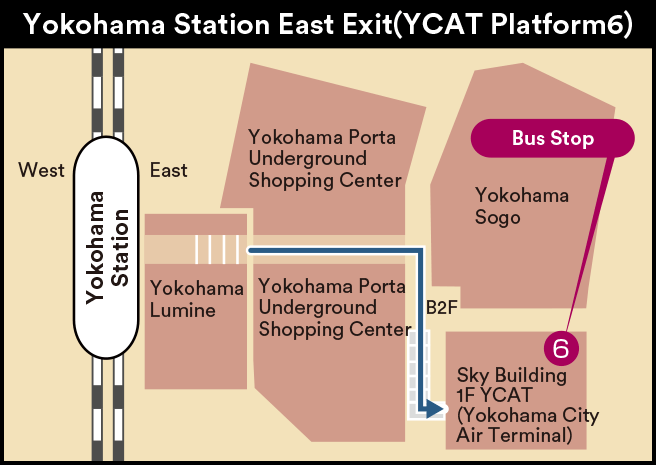 Yokohama Station East Exit(YCAT Platform6)
Yokohama Porta
Underground
Shopping Center
Bus Stop
West
East
Yokohama
Station
Yokohama
Sogo
Yokohama
Lumine
Yokohama Porta
Underground
Shopping Center
B2F
6
Sky Building
1F YCAT
(Yokohama City
Air Terminal)